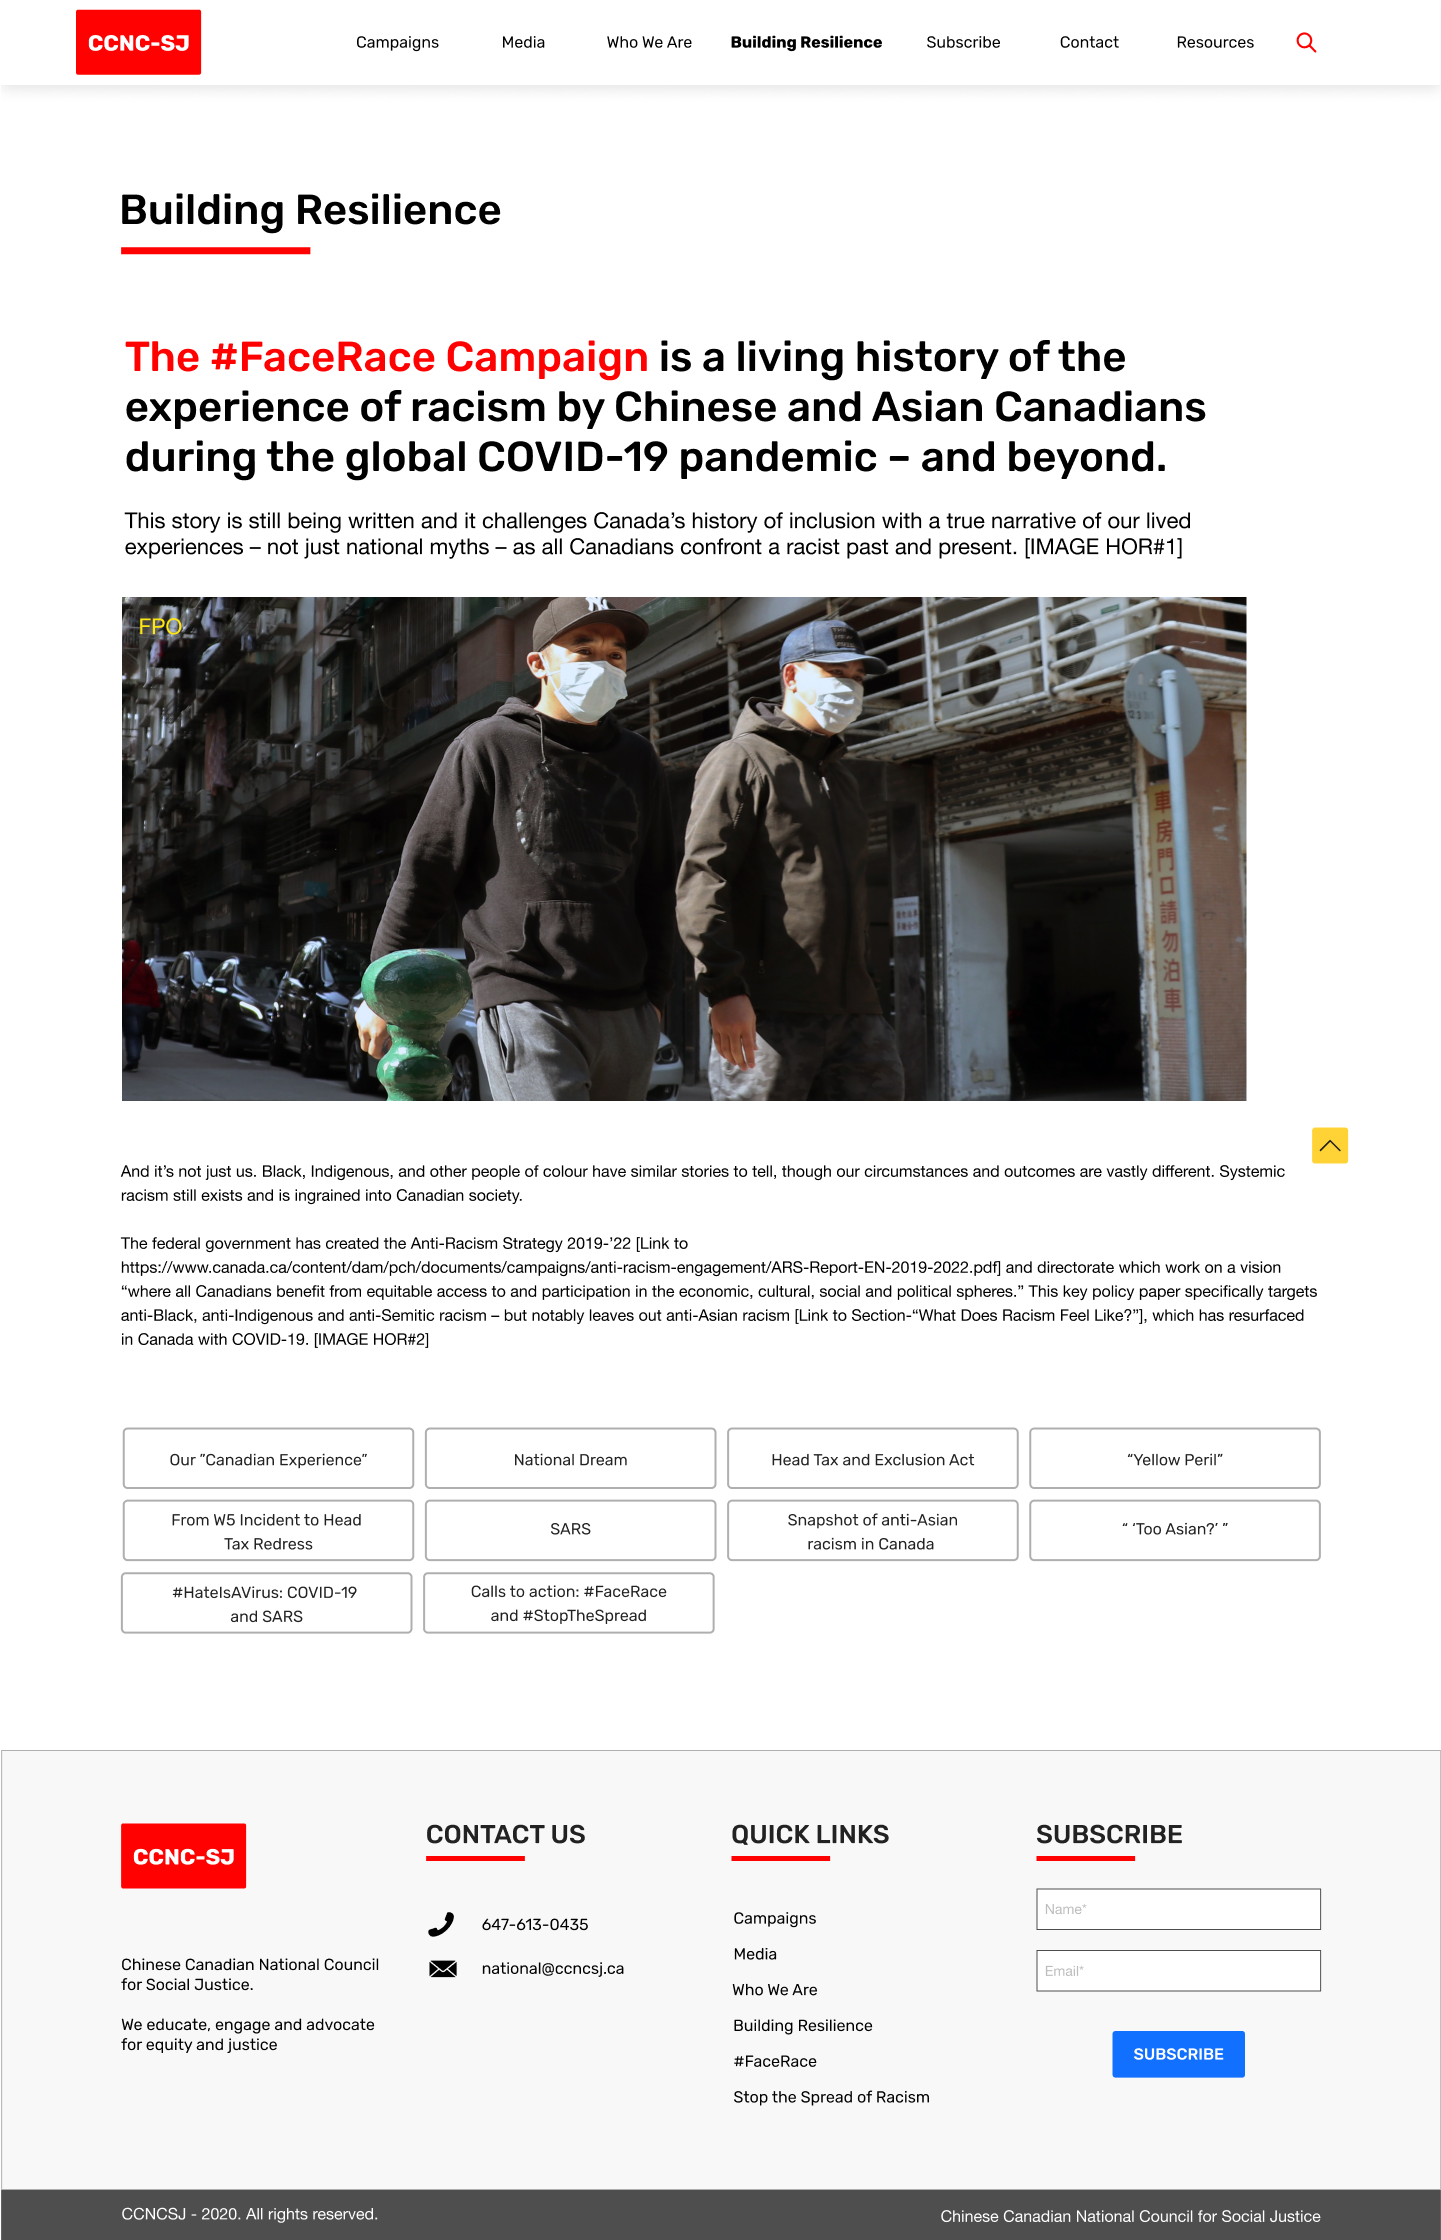 CCNC-SJ
Campaigns
Media
Who We Are
Building Resilience
Subscribe
Contact
Resources
Building Resilience
The #FaceRace Campaign is a living history of the
experience of racism by Chinese and Asian Canadians
during the global COVID-19 pandemic – and beyond.
This story is still being written and it challenges Canada’s history of inclusion with a true narrative of our lived
experiences – not just national myths – as all Canadians confront a racist past and present. [IMAGE HOR#1]
FPO
車房門口請勿泊車
And it’s not just us. Black, Indigenous, and other people of colour have similar stories to tell, though our circumstances and outcomes are vastly different. Systemic
racism still exists and is ingrained into Canadian society.
The federal government has created the Anti-Racism Strategy 2019-’22 [Link to
https://www.canada.ca/content/dam/pch/documents/campaigns/anti-racism-engagement/ARS-Report-EN-2019-2022.pdf] and directorate which work on a vision
“where all Canadians benefit from equitable access to and participation in the economic, cultural, social and political spheres.” This key policy paper specifically targets
anti-Black, anti-Indigenous and anti-Semitic racism – but notably leaves out anti-Asian racism [Link to Section-“What Does Racism Feel Like?”], which has resurfaced
in Canada with COVID-19. [IMAGE HOR#2]
Our ”Canadian Experience”
National Dream
Head Tax and Exclusion Act
“Yellow Peril”
From W5 Incident to Head
Tax Redress
SARS
Snapshot of anti-Asian
racism in Canada
“ ‘Too Asian?’ ”
#HateIsAVirus: COVID-19
and SARS
Calls to action: #FaceRace
and #StopTheSpread
CCNC-SJ
Chinese Canadian National Council
for Social Justice.
We educate, engage and advocate
for equity and justice
CONTACT US
647-613-0435
national@ccncsj.ca
QUICK LINKS
Campaigns
Media
Who We Are
Building Resilience
#FaceRace
Stop the Spread of Racism
SUBSCRIBE
Name*
Email*
SUBSCRIBE
CCNCSJ - 2020. All rights reserved.
Chinese Canadian National Council for Social Justice